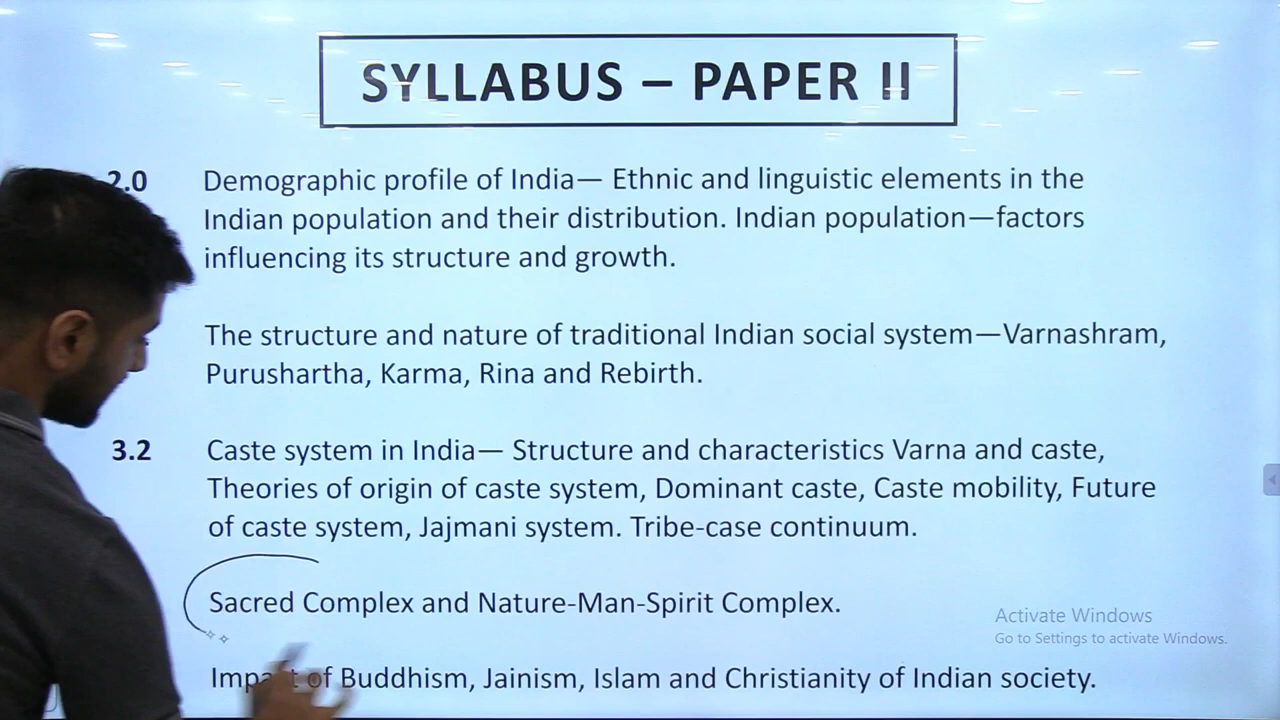 SYLLABUS – PAPER II
2.0 Demographic profile of India— Ethnic and linguistic elements in the
Indian population and their distribution. Indian population—factors
influencing its structure and growth.
The structure and nature of traditional Indian social system—Varnashram,
Purushartha, Karma, Rina and Rebirth.
3.2 Caste system in India— Structure and characteristics Varna and caste,
Theories of origin of caste system, Dominant caste, Caste mobility, Future
of caste system, Jajmani system. Tribe-case continuum.
Sacred Complex and Nature-Man-Spirit Complex.
Activate Windows
Go to Settings to activate Windows.
Impact of Buddhism, Jainism, Islam and Christianity of Indian society.